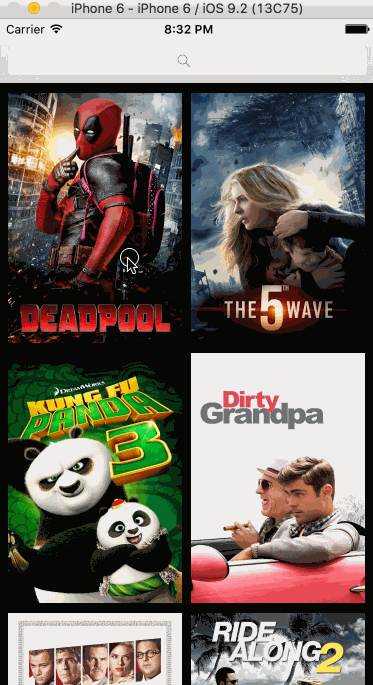 iPhone 6 - iPhone 6 / iOS 9.2 (13C75)
Carrier 8:32 PM
DEADPOOL
THE 5TH WAVE
DREAMWORKS
KUNG FU
PANDA
3
Dirty
Grandpa
RIDE
ALONG 2